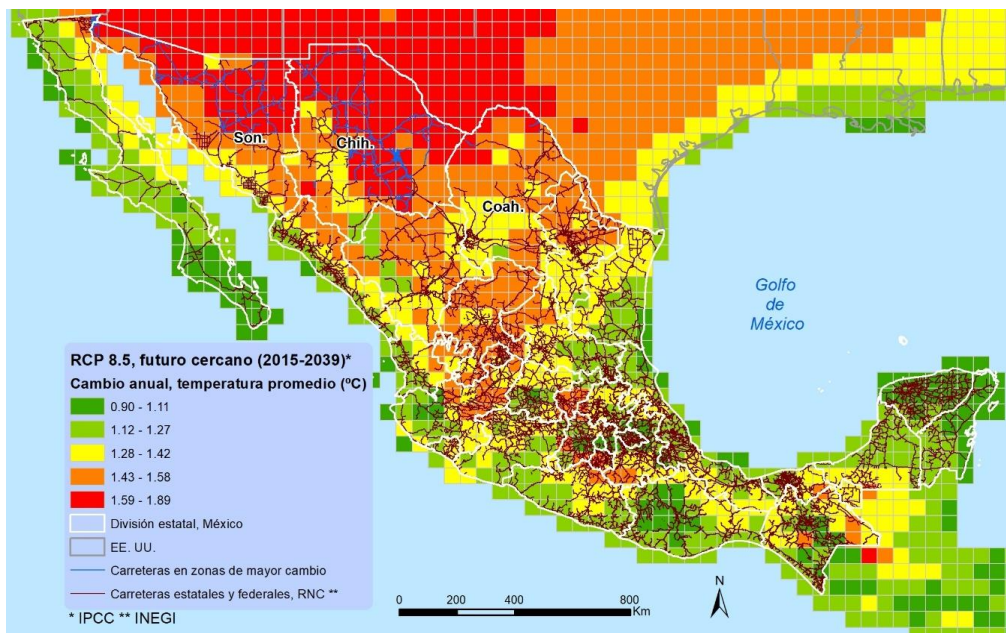 Son.
Chih.
Coah.
Golfo
de
México
RCP 8.5, futuro cercano (2015-2039)*
Cambio anual, temperatura promedio (ºC)
0.90 - 1.11
1.12 - 1.27
1.28 - 1.42
1.43 - 1.58
1.59 - 1.89
División estatal, México
EE. UU.
Carreteras en zonas de mayor cambio
Carreteras estatales y federales, RNC **
* IPCC ** INEGI
0 200 400 600 800
Km
N